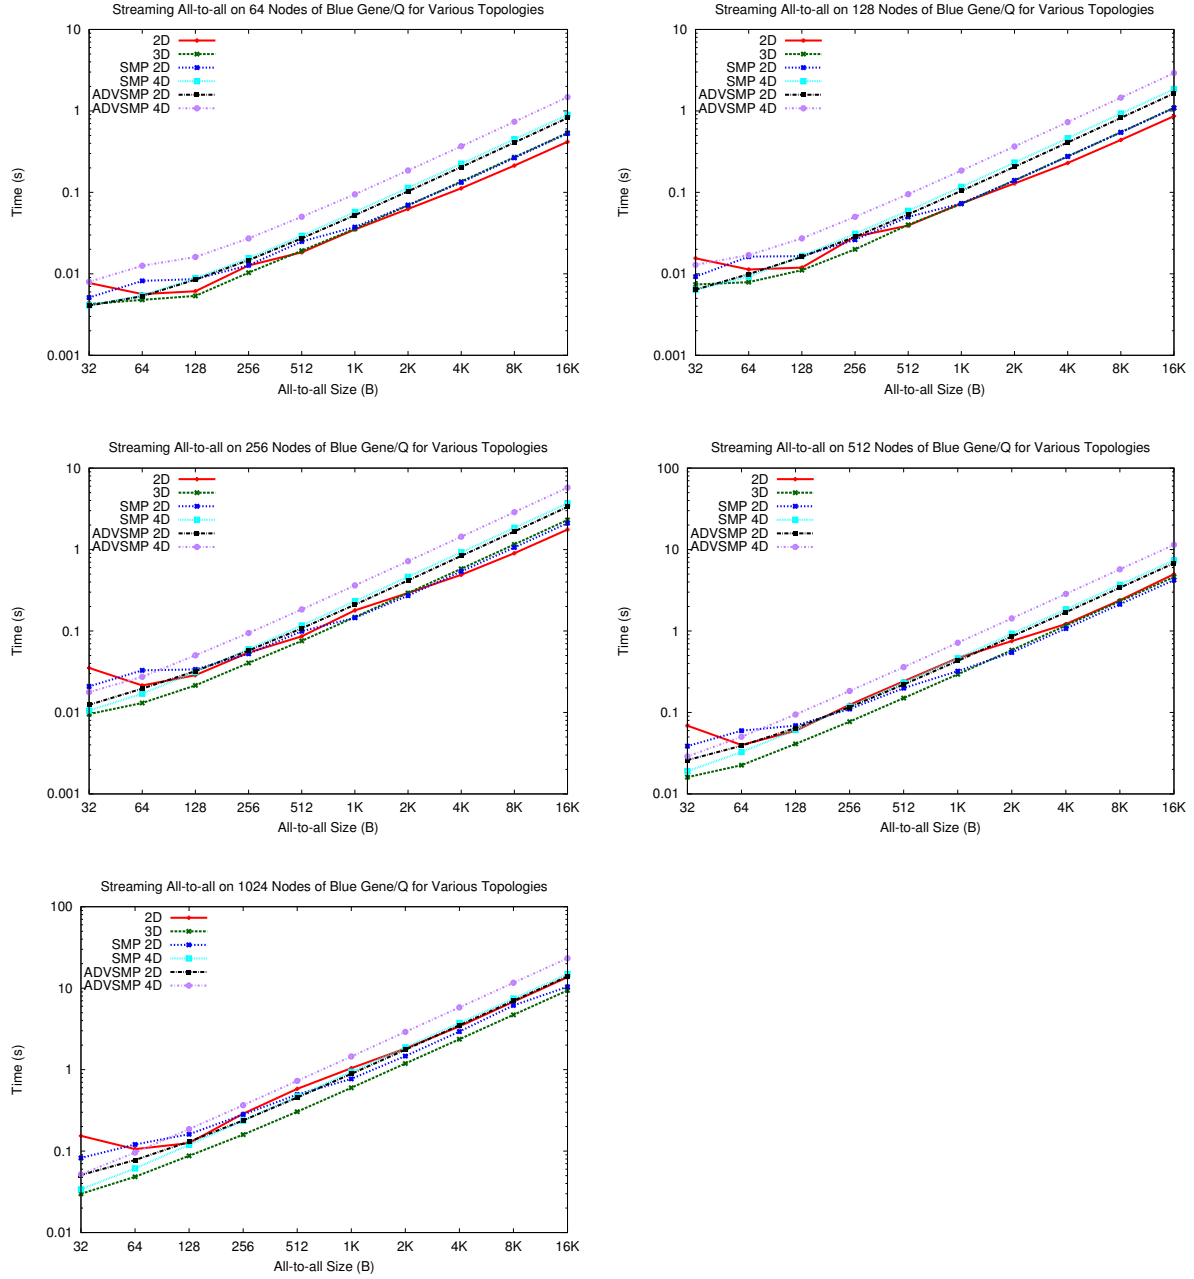 Streaming All-to-all on 64 Nodes of Blue Gene/Q for Various Topologies
10
1
0.1
0.01
0.001
Time (s)
2D
3D
SMP 2D
SMP 4D
ADVSMP 2D
ADVSMP 4D
32 64 128 256 512 1K 2K 4K 8K 16K
All-to-all Size (B)
Streaming All-to-all on 128 Nodes of Blue Gene/Q for Various Topologies
10
1
0.1
0.01
0.001
Time (s)
2D
3D
SMP 2D
SMP 4D
ADVSMP 2D
ADVSMP 4D
32 64 128 256 512 1K 2K 4K 8K 16K
All-to-all Size (B)
Streaming All-to-all on 256 Nodes of Blue Gene/Q for Various Topologies
10
1
0.1
0.01
0.001
Time (s)
2D
3D
SMP 2D
SMP 4D
ADVSMP 2D
ADVSMP 4D
32 64 128 256 512 1K 2K 4K 8K 16K
All-to-all Size (B)
Streaming All-to-all on 512 Nodes of Blue Gene/Q for Various Topologies
100
10
1
0.1
0.01
Time (s)
2D
3D
SMP 2D
SMP 4D
ADVSMP 2D
ADVSMP 4D
32 64 128 256 512 1K 2K 4K 8K 16K
All-to-all Size (B)
Streaming All-to-all on 1024 Nodes of Blue Gene/Q for Various Topologies
100
10
1
0.1
0.01
Time (s)
2D
3D
SMP 2D
SMP 4D
ADVSMP 2D
ADVSMP 4D
32 64 128 256 512 1K 2K 4K 8K 16K
All-to-all Size (B)